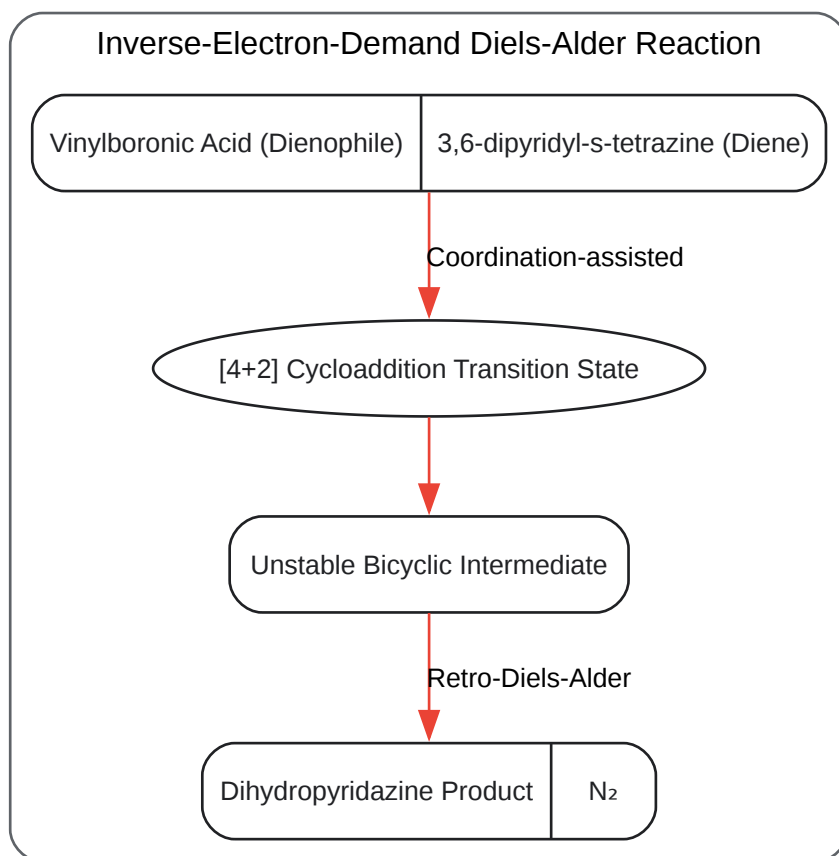 Inverse-Electron-Demand Diels-Alder Reaction
Vinylboronic Acid (Dienophile)
3,6-dipyridyl-s-tetrazine (Diene)
Coordination-assisted
[4+2] Cycloaddition Transition State
Unstable Bicyclic Intermediate
Retro-Diels-Alder
Dihydropyridazine Product
N₂